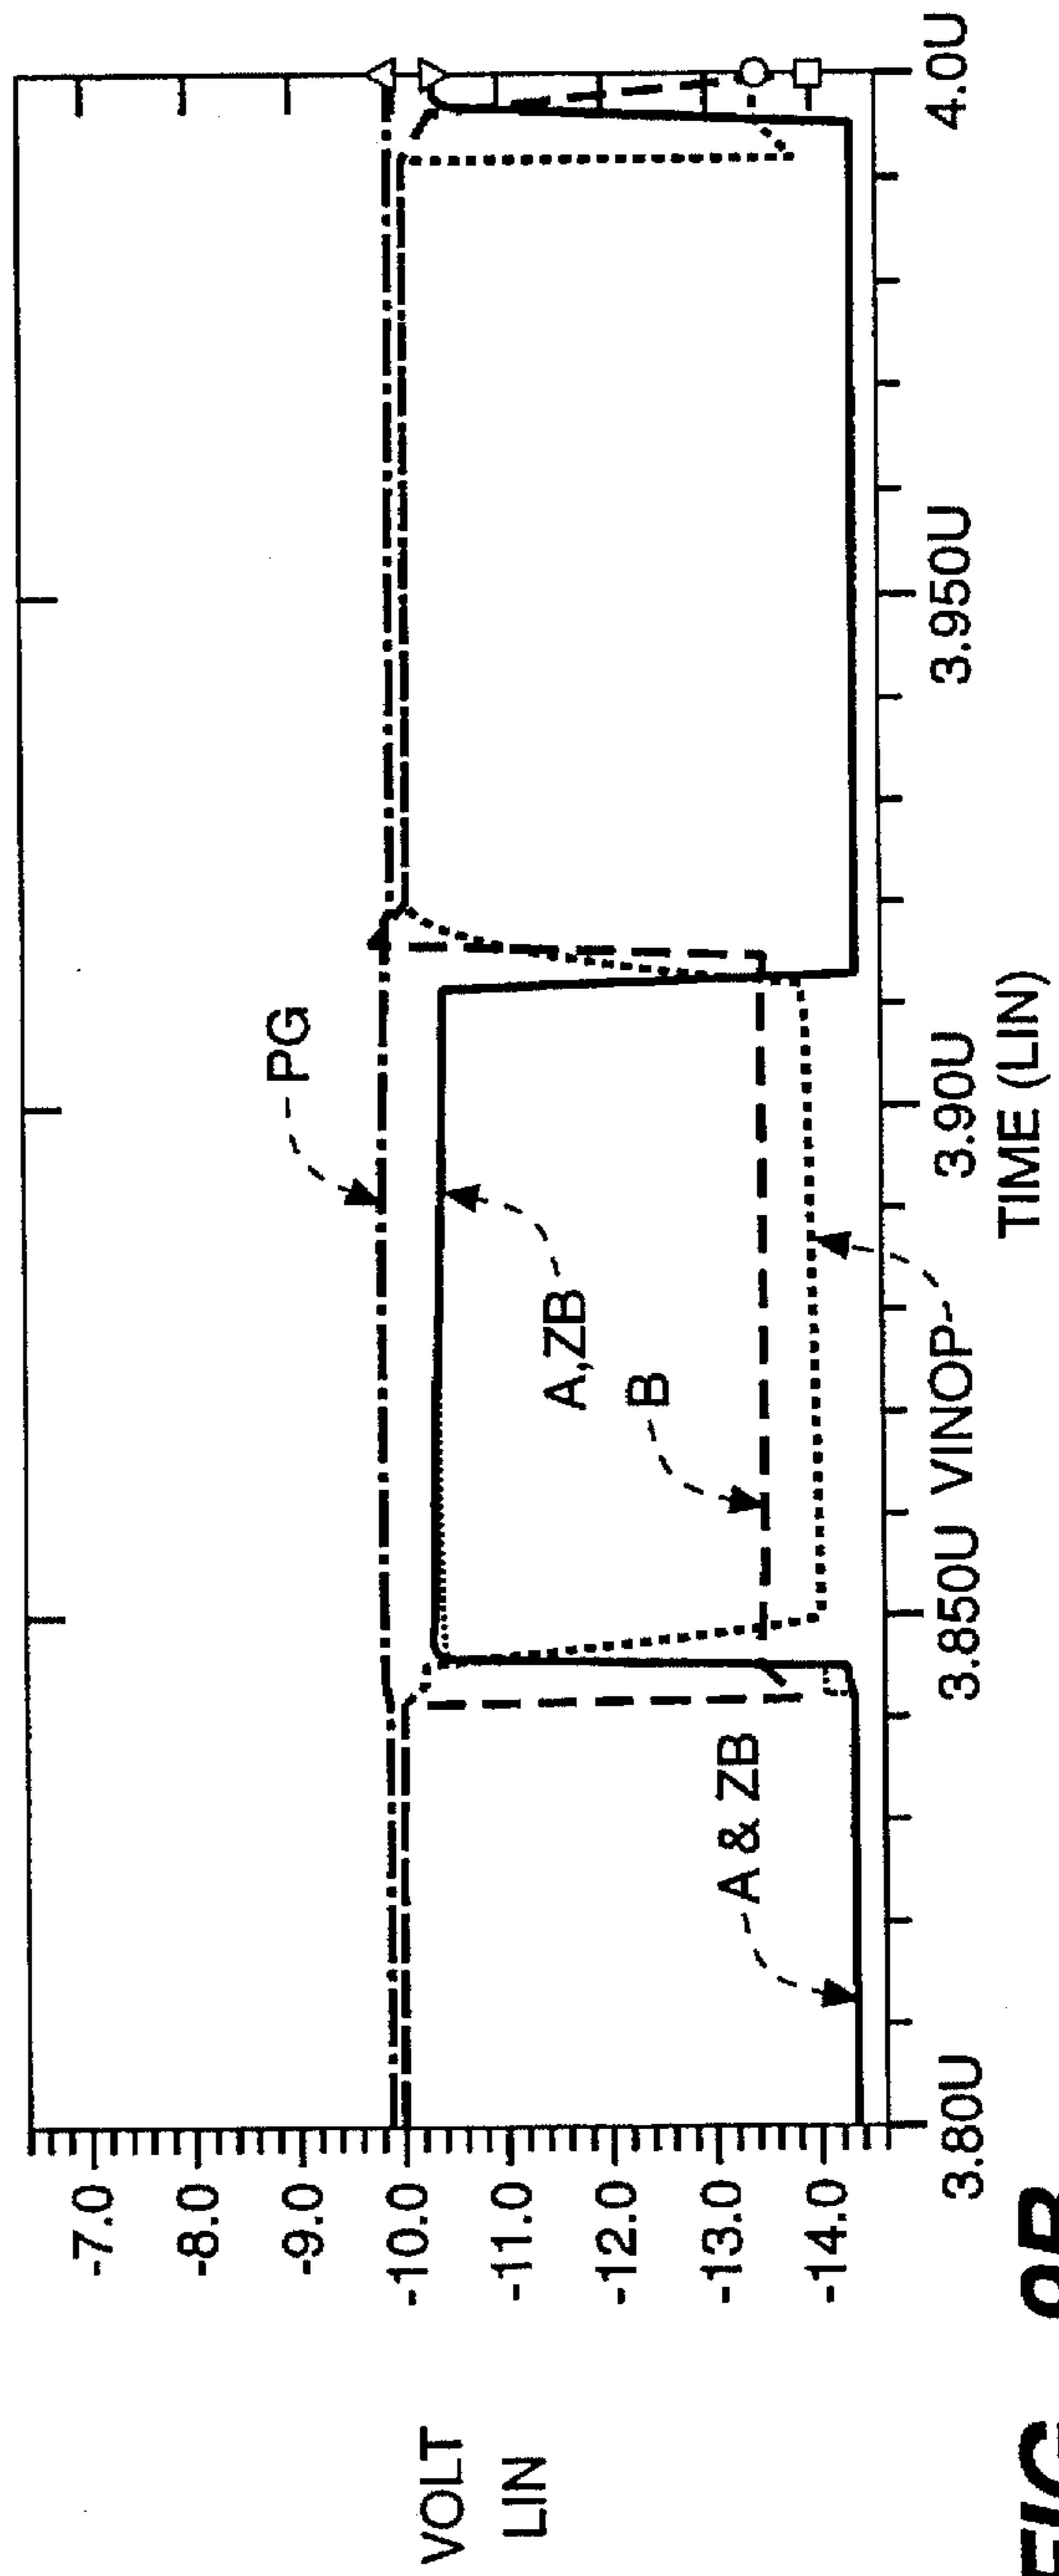 VOLT
LIN
-7.0
-8.0
-9.0
-10.0
-11.0
-12.0
-13.0
-14.0
PG
A,ZB
B
A & ZB
VINOP
3.80U
3.850U
3.90U
3.950U
4.0U
TIME (LIN)